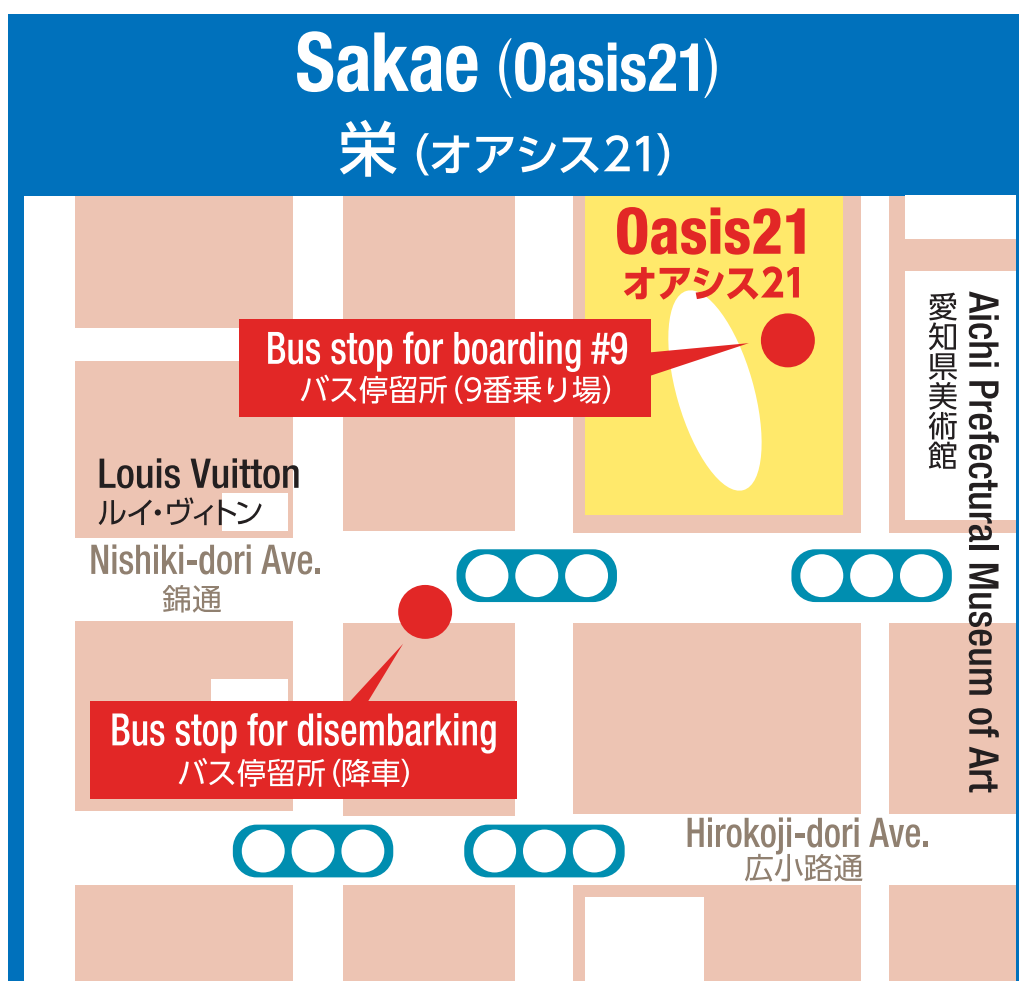 Sakae (Oasis21)
栄（オアシス21）
Oasis21
オアシス21
Bus stop for boarding #9
バス停留所（9番乗り場）
Aichi Prefectural Museum of Art
愛知県美術館
Louis Vuitton
ルイ・ヴィトン
Nishiki-dori Ave.
錦通
Bus stop for disembarking
バス停留所（降車）
Hirokoji-dori Ave.
広小路通